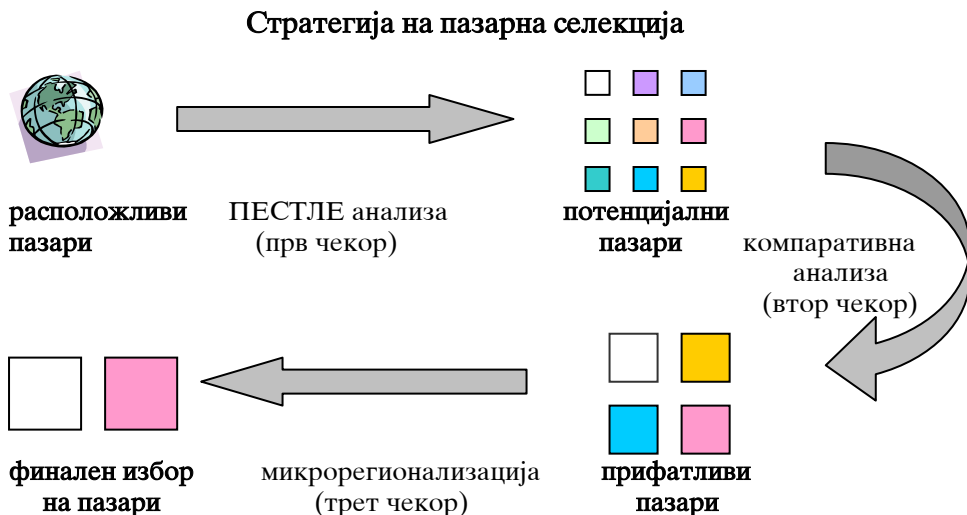 Стратегија на пазарна селекција
расположливи
пазари
ПЕСТЛЕ анализа
(прв чекор)
потенцијални
пазари
компаративна
анализа
(втор чекор)
финален избор
на пазари
микрорегионализација
(трет чекор)
прифатливи
пазари